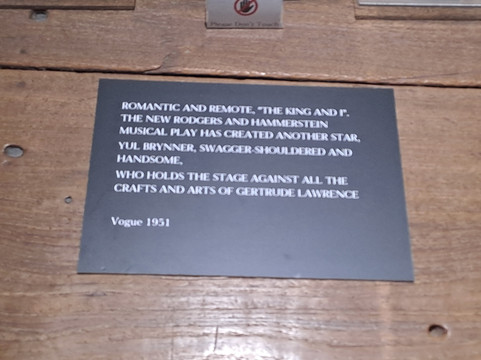 Please Don't Touch
ROMANTIC AND REMOTE, "THE KING AND I".
THE NEW RODGERS AND HAMMERSTEIN
MUSICAL PLAY HAS CREATED ANOTHER STAR,
YUL BRYNNER, SWAGGER-SHOULDERED AND
HANDSOME,
WHO HOLDS THE STAGE AGAINST ALL THE
CRAFTS AND ARTS OF GERTRUDE LAWRENCE
Vogue 1951